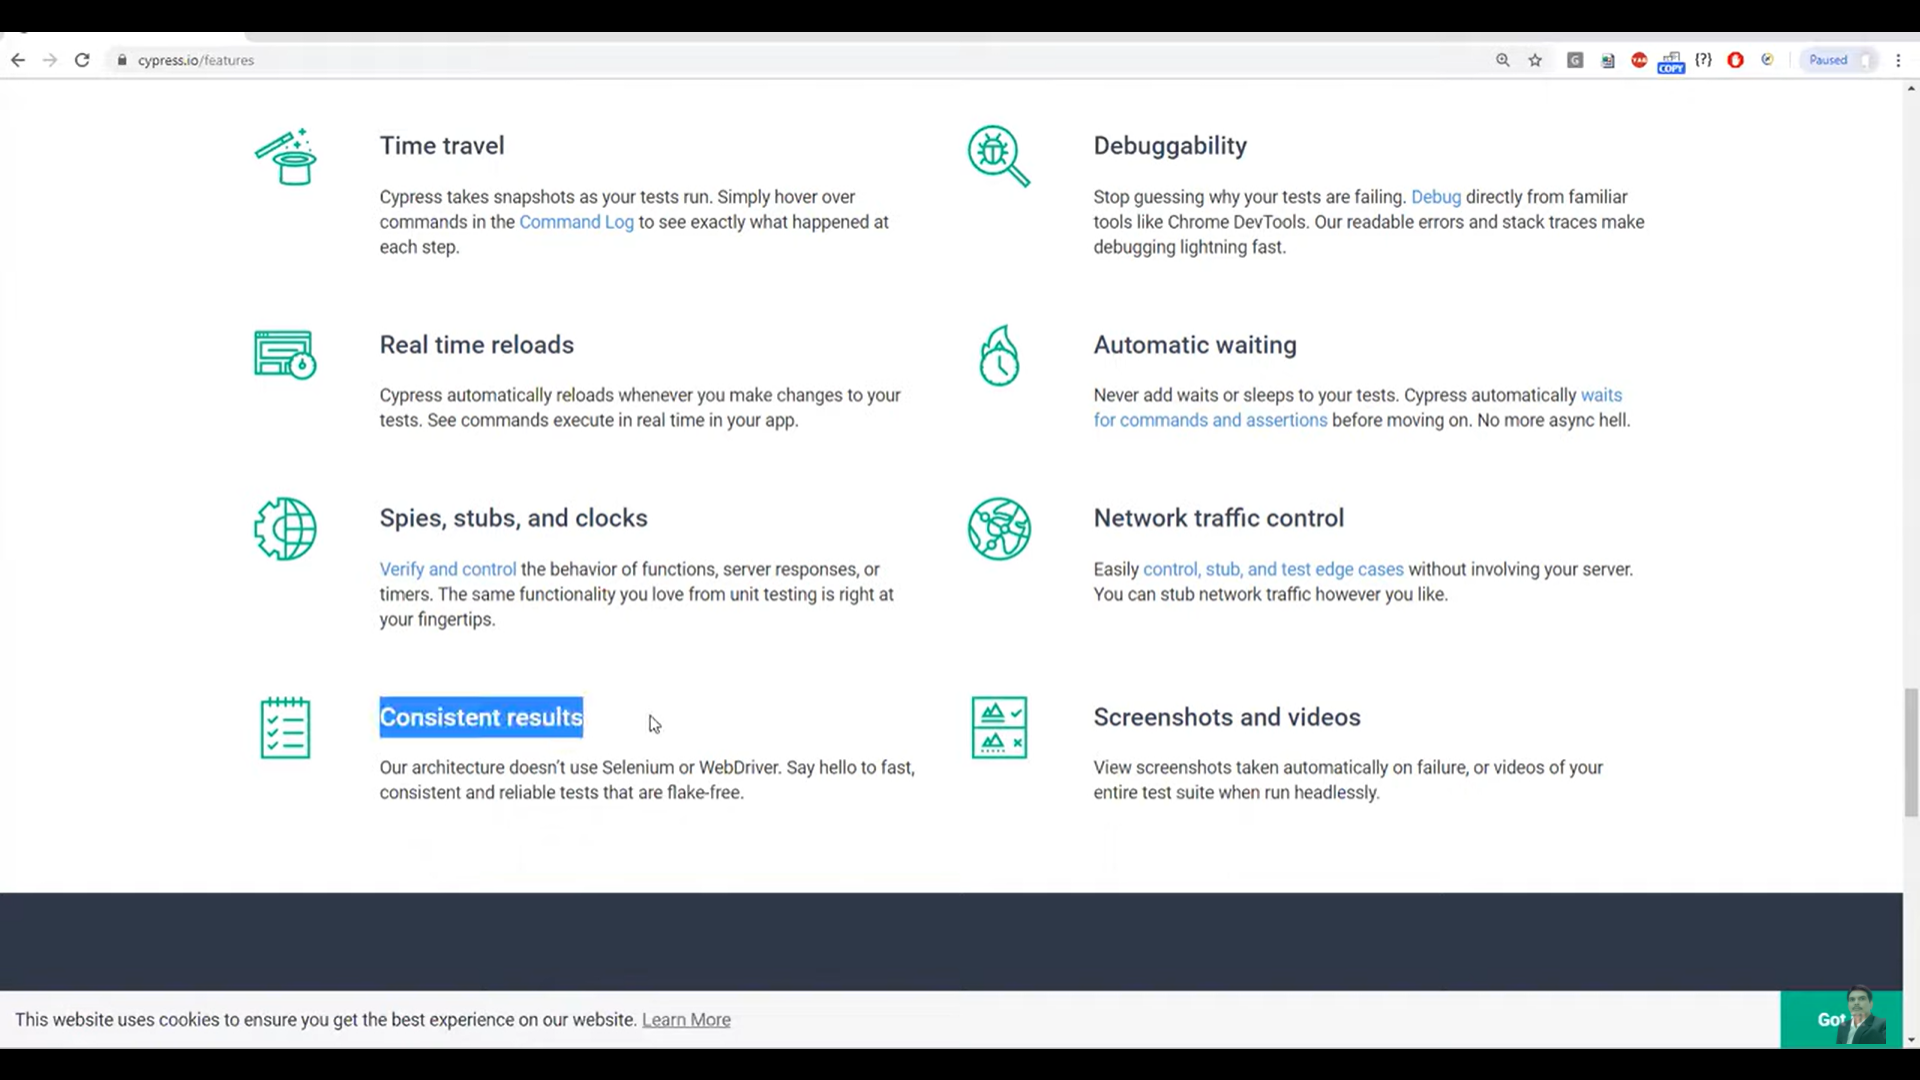 cypress.io/features
COPY
{?}
Paused
Time travel
Cypress takes snapshots as your tests run. Simply hover over
commands in the Command Log to see exactly what happened at
each step.
Debuggability
Stop guessing why your tests are failing. Debug directly from familiar
tools like Chrome DevTools. Our readable errors and stack traces make
debugging lightning fast.
Real time reloads
Cypress automatically reloads whenever you make changes to your
tests. See commands execute in real time in your app.
Automatic waiting
Never add waits or sleeps to your tests. Cypress automatically waits
for commands and assertions before moving on. No more async hell.
Spies, stubs, and clocks
Verify and control the behavior of functions, server responses, or
timers. The same functionality you love from unit testing is right at
your fingertips.
Network traffic control
Easily control, stub, and test edge cases without involving your server.
You can stub network traffic however you like.
Consistent results
Our architecture doesn't use Selenium or WebDriver. Say hello to fast,
consistent and reliable tests that are flake-free.
Screenshots and videos
View screenshots taken automatically on failure, or videos of your
entire test suite when run headlessly.
This website uses cookies to ensure you get the best experience on our website. Learn More
Got